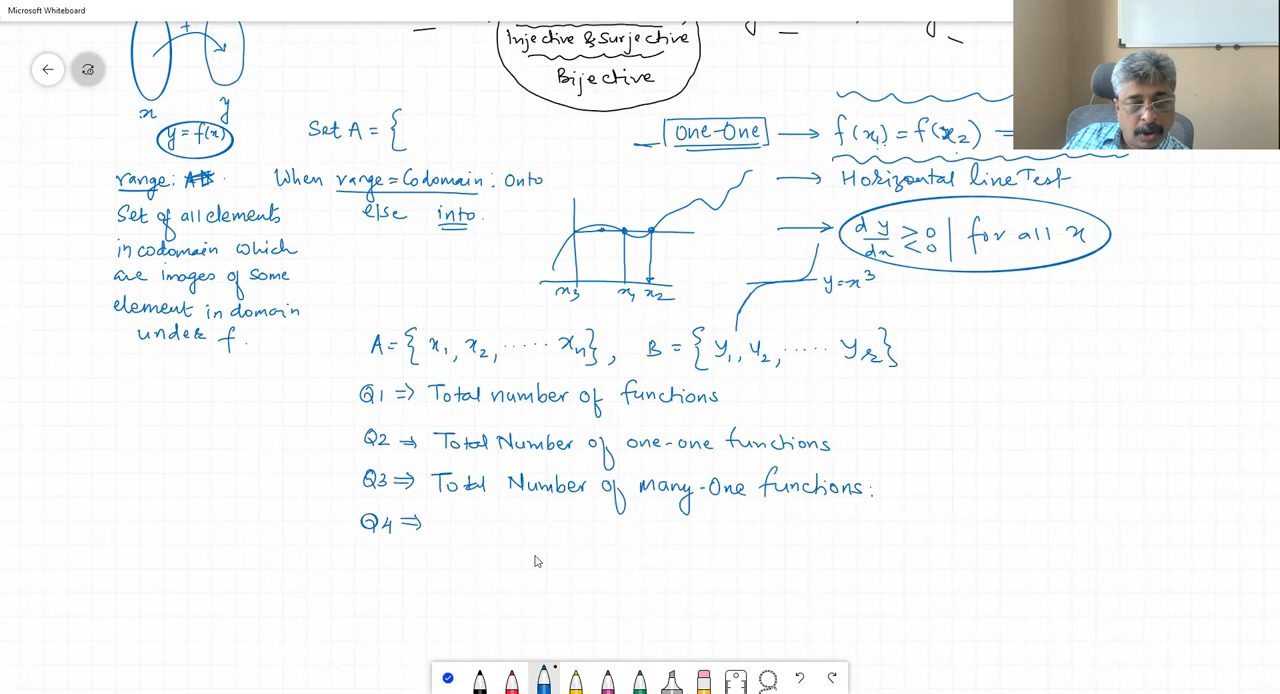 Microsoft Whiteboard
Injective & Surjective
Bijective
x
y
y = f(x)
Set A = {
One-One → f(x₁) = f(x₂) =
range:
When range = Codomain : Onto
else into.
→ Horizontal line Test
Set of all elements
in codomain which
are images of some
element in domain
under f.
→ dy/dx ≥ 0 ≤ 0 | for all x
x₃ x₁ x₂
y = x³
A = { x₁, x₂, ...... xₙ }, B = { y₁, y₂, ...... yᵣ }
Q1 ⇒ Total number of functions
Q2 ⇒ Total Number of one-one functions
Q3 ⇒ Total Number of Many-One functions :
Q4 ⇒